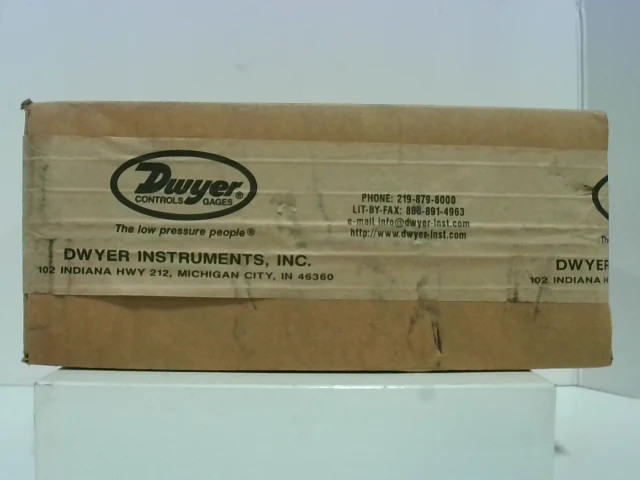 Dwyer®
CONTROLS GAGES
The low pressure people®
DWYER INSTRUMENTS, INC.
102 INDIANA HWY 212, MICHIGAN CITY, IN 46360
PHONE: 219-879-8000
LIT-BY-FAX: 888-891-4963
e-mail info@dwyer-inst.com
http://www.dwyer-inst.com
Th
DWYER
102 INDIANA H